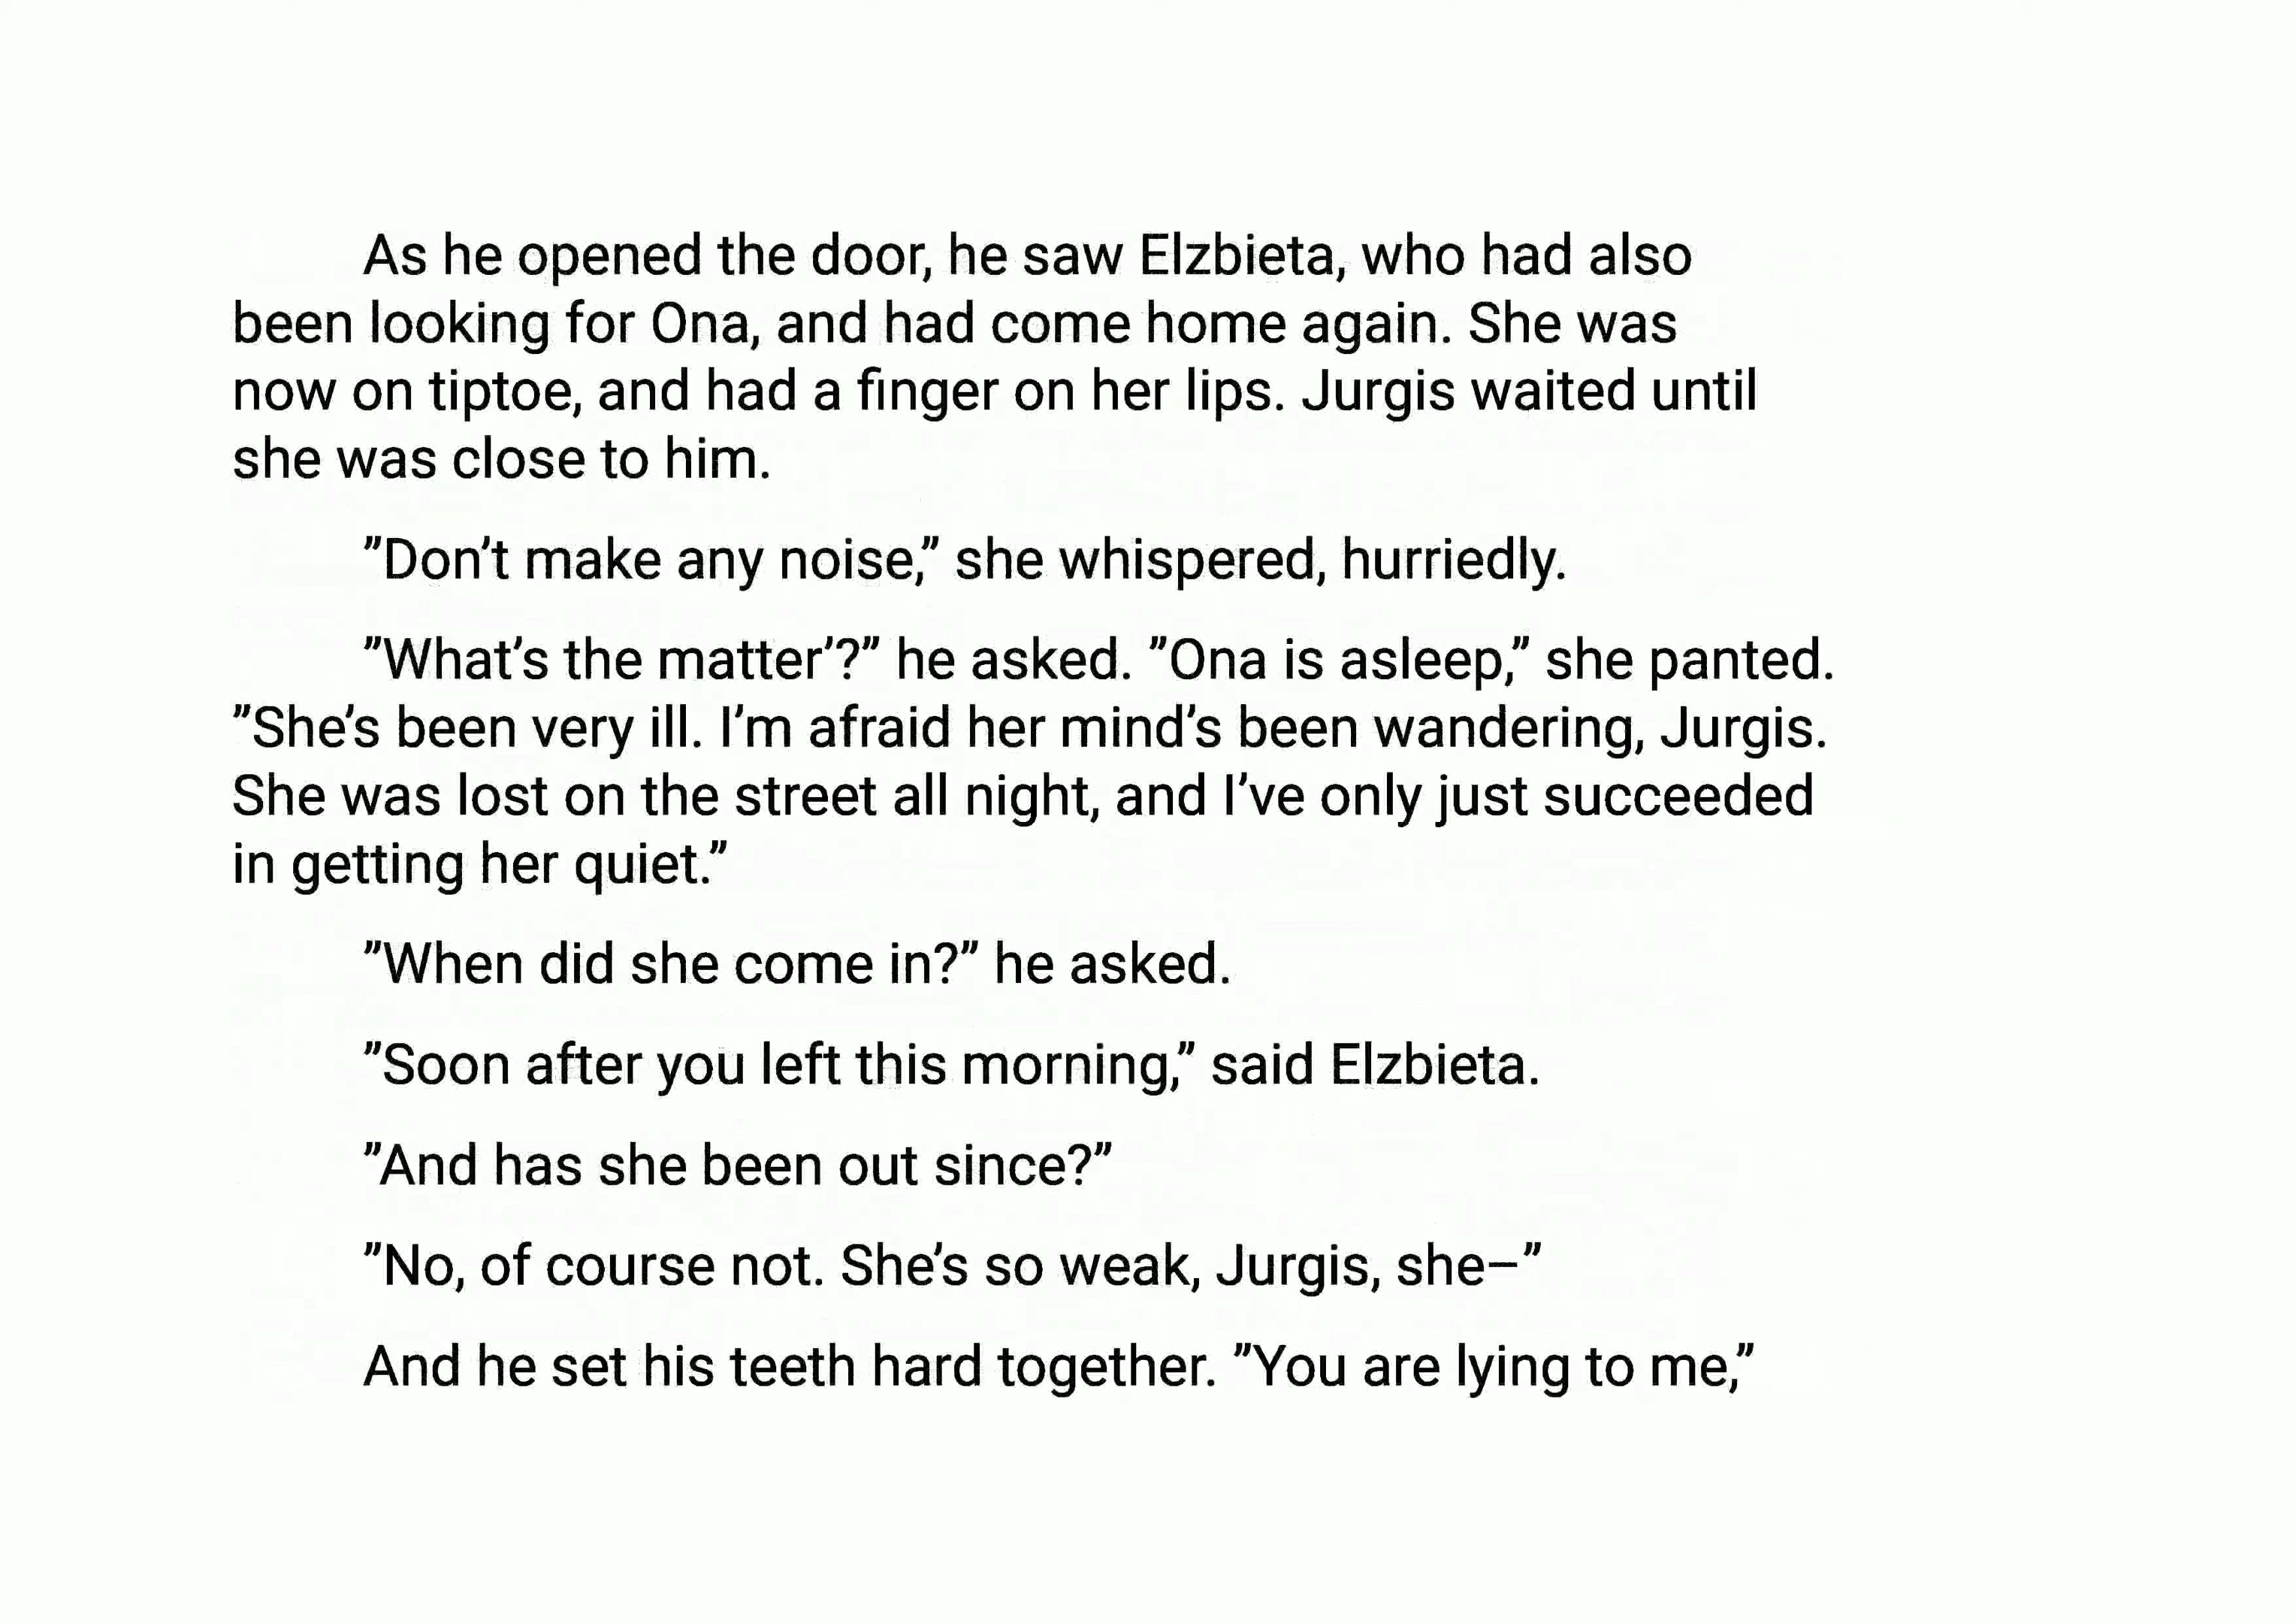 As he opened the door, he saw Elzbieta, who had also
been looking for Ona, and had come home again. She was
now on tiptoe, and had a finger on her lips. Jurgis waited until
she was close to him.
”Don’t make any noise,” she whispered, hurriedly.
”What’s the matter’?” he asked. ”Ona is asleep,” she panted.
”She’s been very ill. I’m afraid her mind’s been wandering, Jurgis.
She was lost on the street all night, and I’ve only just succeeded
in getting her quiet.”
”When did she come in?” he asked.
”Soon after you left this morning,” said Elzbieta.
”And has she been out since?”
”No, of course not. She’s so weak, Jurgis, she–”
And he set his teeth hard together. ”You are lying to me,”